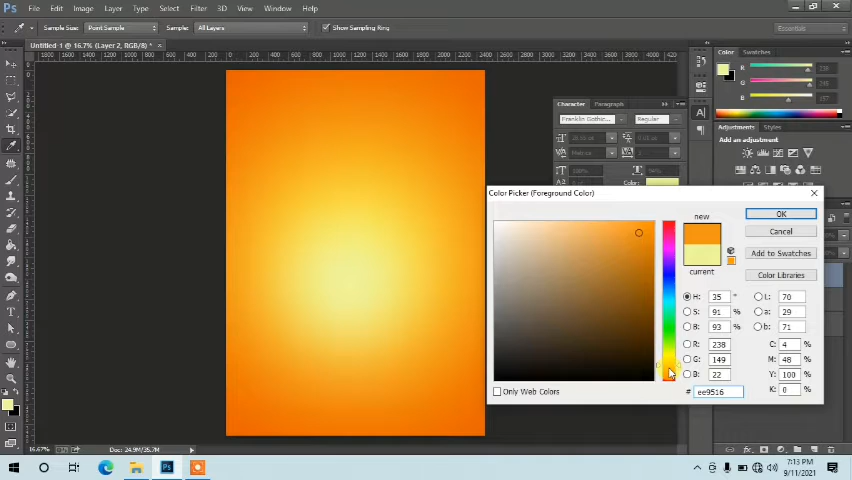 Ps File Edit Image Layer Type Select Filter 3D View Window Help
Sample Size: Point Sample Sample: All Layers Show Sampling Ring Essentials
Untitled-1 @ 16.7% (Layer 2, RGB/8) *
Color Swatches
R 238
G
B
Character Paragraph
Franklin Gothic... Regular
Metrics
100%
Color:
Adjustments Styles
Add an adjustment
Color Picker (Foreground Color)
new
current
OK
Cancel
Add to Swatches
Color Libraries
H: 35 °
S: 91 %
B: 93 %
R: 238
G: 149
B: 22
L: 70
a: 29
b: 71
C: 4 %
M: 48 %
Y: 100 %
K: 0 %
# ee9516
Only Web Colors
16.67% Doc: 24.9M/35.7M
7:13 PM
9/11/2021